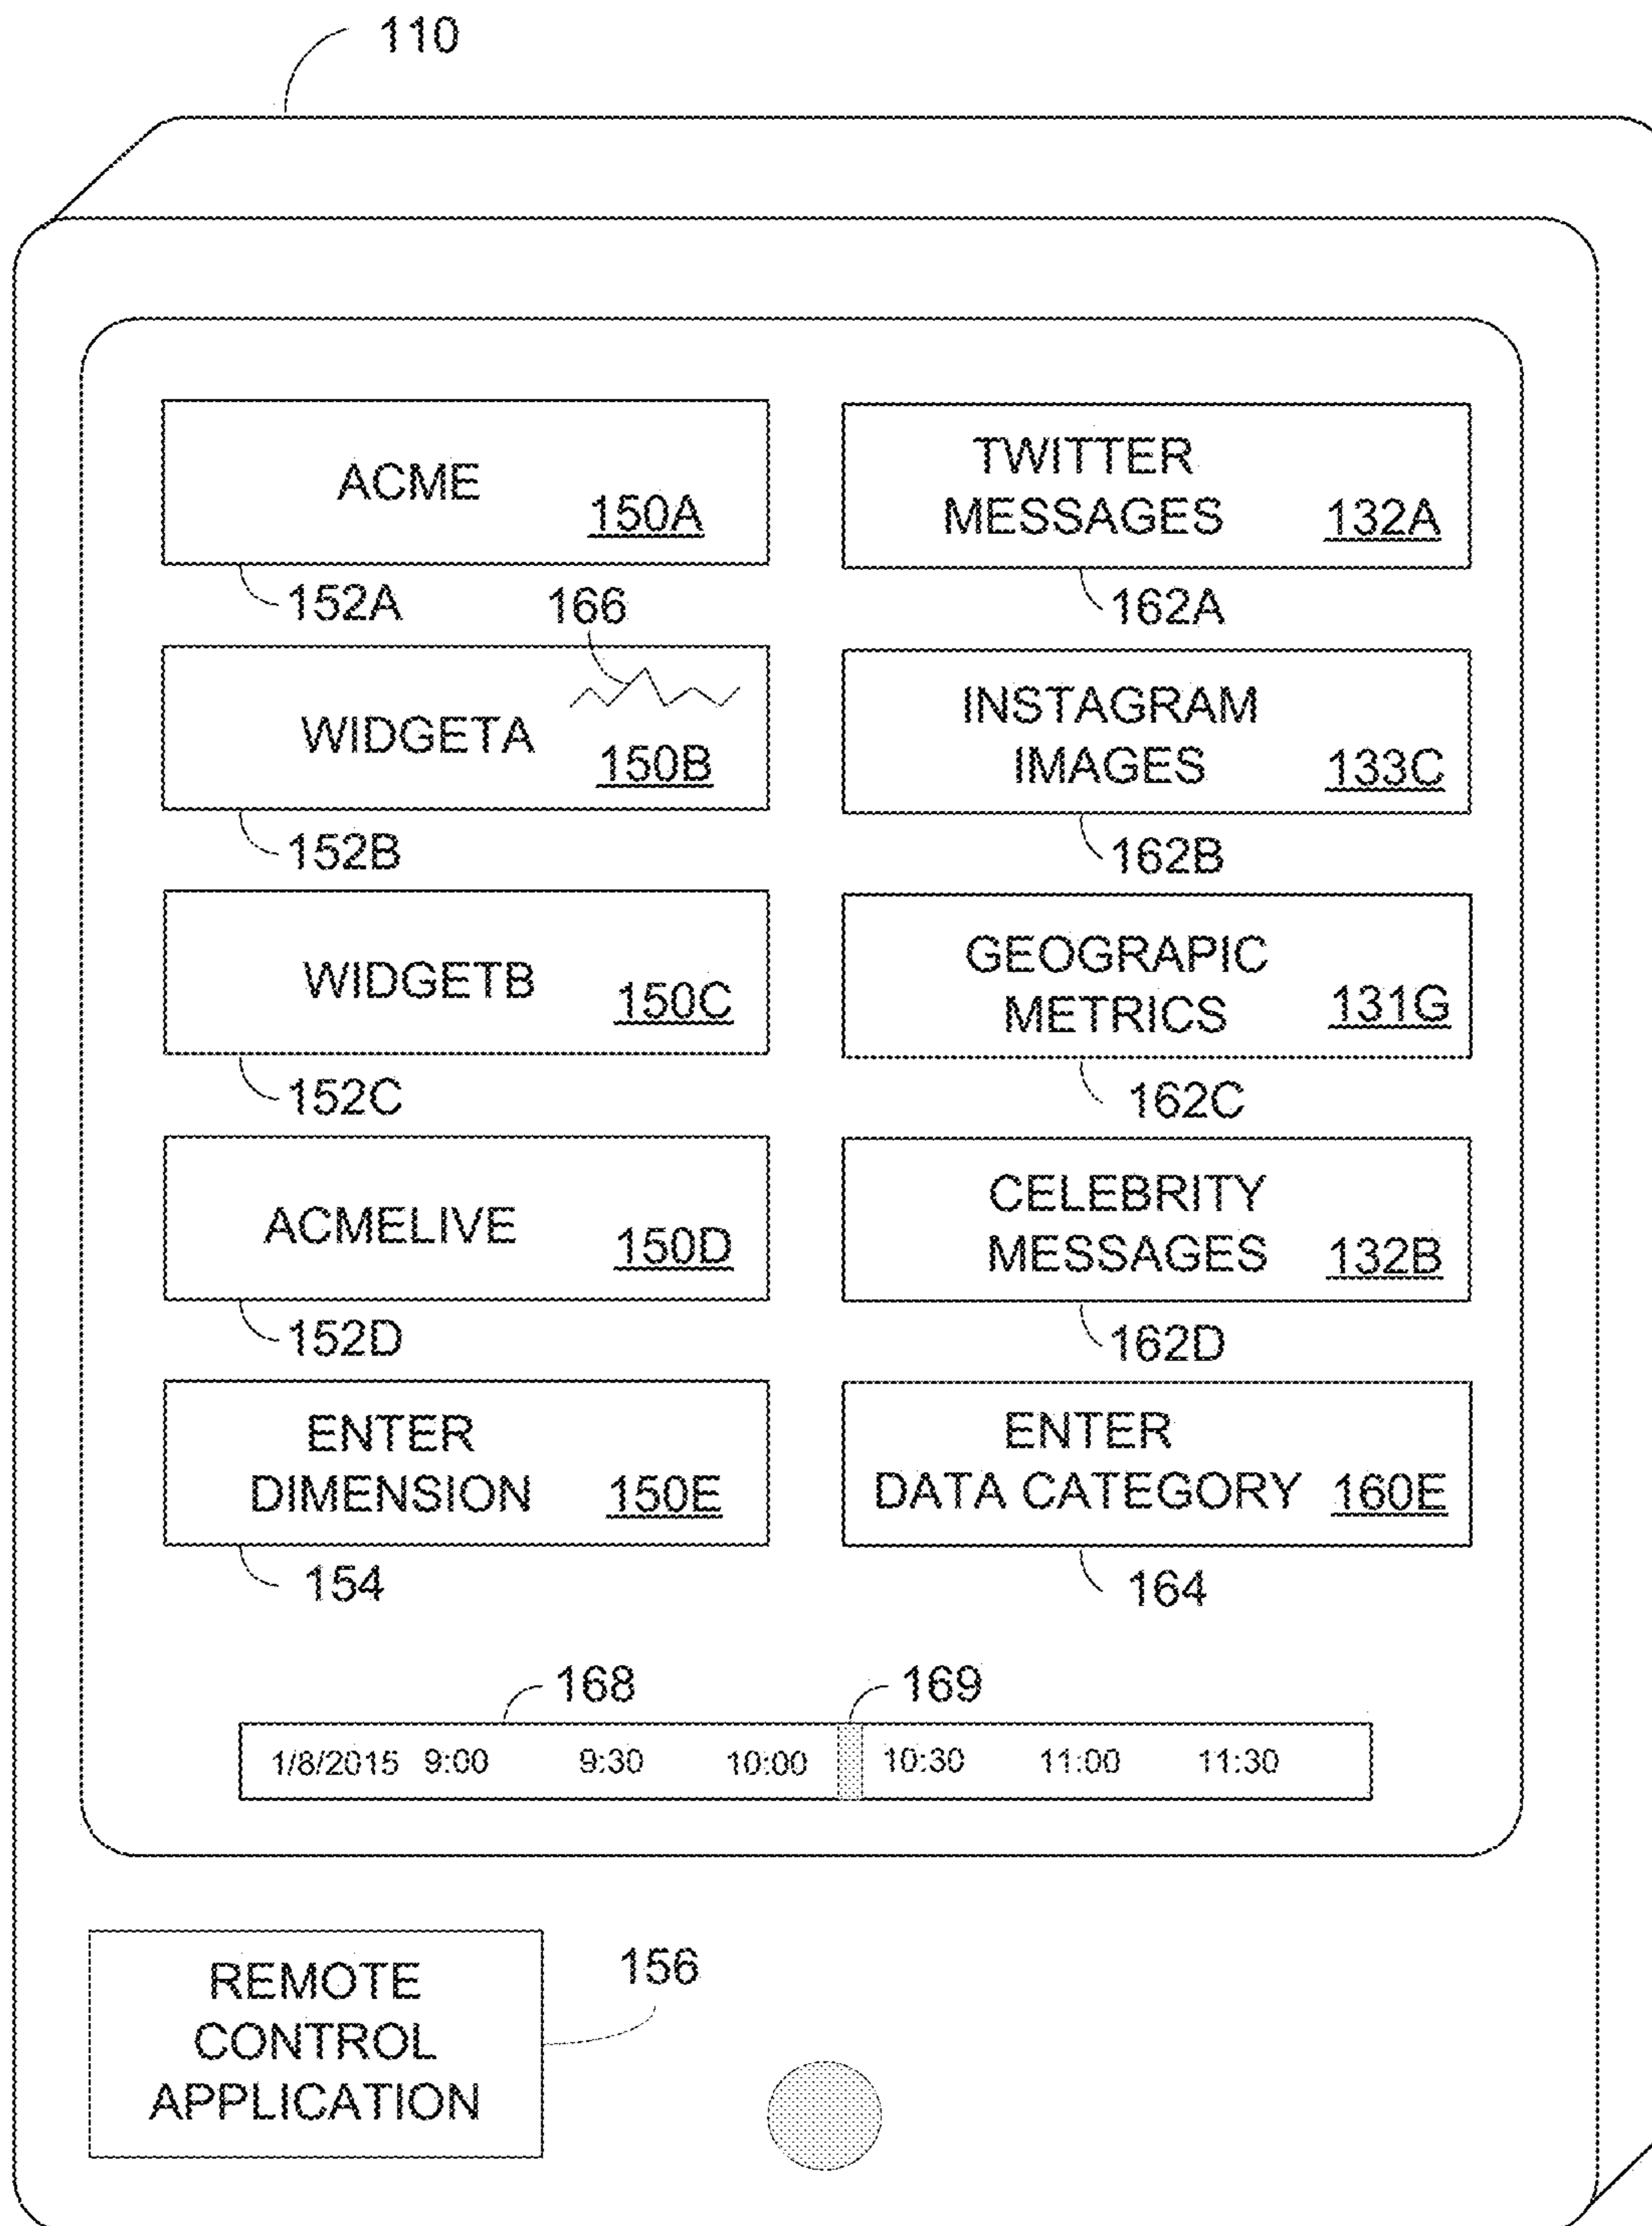 110
ACME 150A
152A
166
WIDGETA 150B
152B
WIDGETB 150C
152C
ACMELIVE 150D
152D
ENTER
DIMENSION 150E
154
TWITTER
MESSAGES 132A
162A
INSTAGRAM
IMAGES 133C
162B
GEOGRAPIC
METRICS 131G
162C
CELEBRITY
MESSAGES 132B
162D
ENTER
DATA CATEGORY 160E
164
168 169
1/8/2015 9:00 9:30 10:00 10:30 11:00 11:30
REMOTE
CONTROL
APPLICATION
156